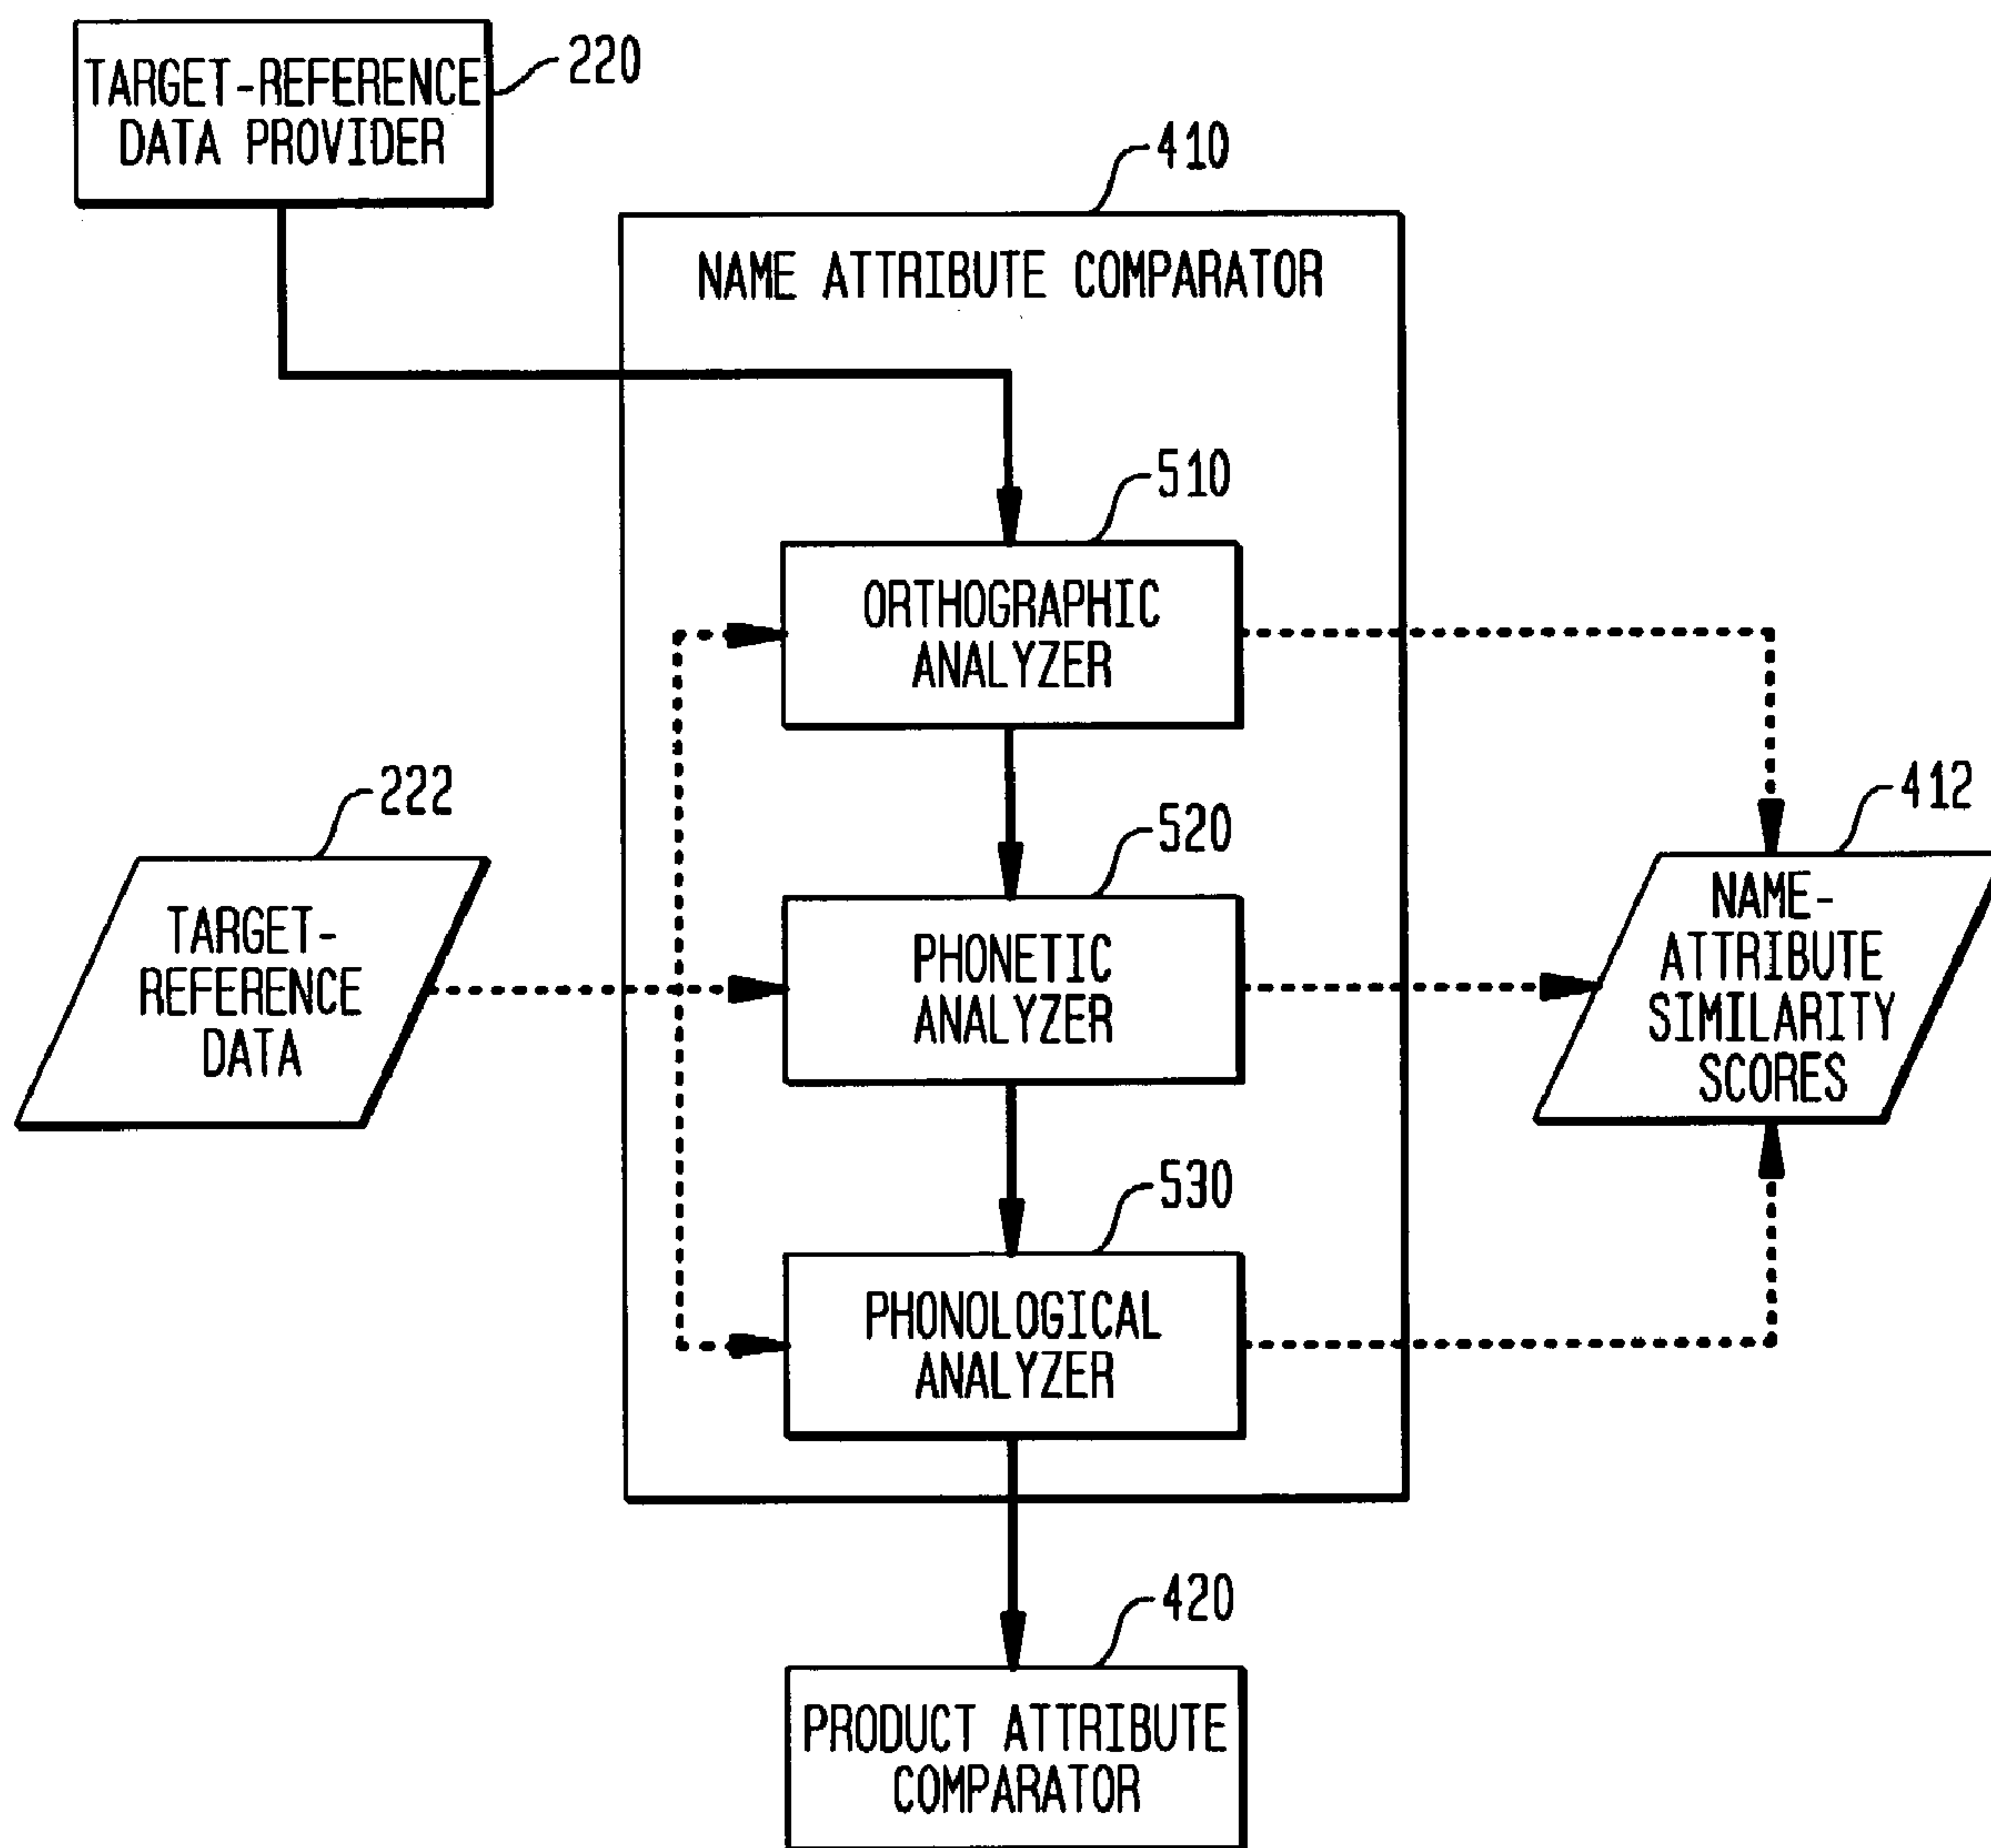 TARGET-REFERENCE
DATA PROVIDER
220
410
NAME ATTRIBUTE COMPARATOR
510
ORTHOGRAPHIC
ANALYZER
222
TARGET-
REFERENCE
DATA
520
PHONETIC
ANALYZER
412
NAME-
ATTRIBUTE
SIMILARITY
SCORES
530
PHONOLOGICAL
ANALYZER
420
PRODUCT ATTRIBUTE
COMPARATOR